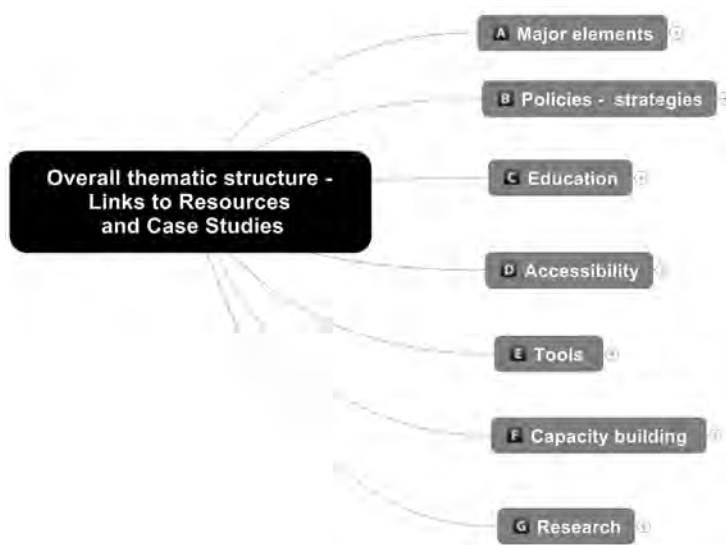 Overall thematic structure -
Links to Resources
and Case Studies
A Major elements
B Policies - strategies
C Education
D Accessibility
E Tools
F Capacity building
G Research